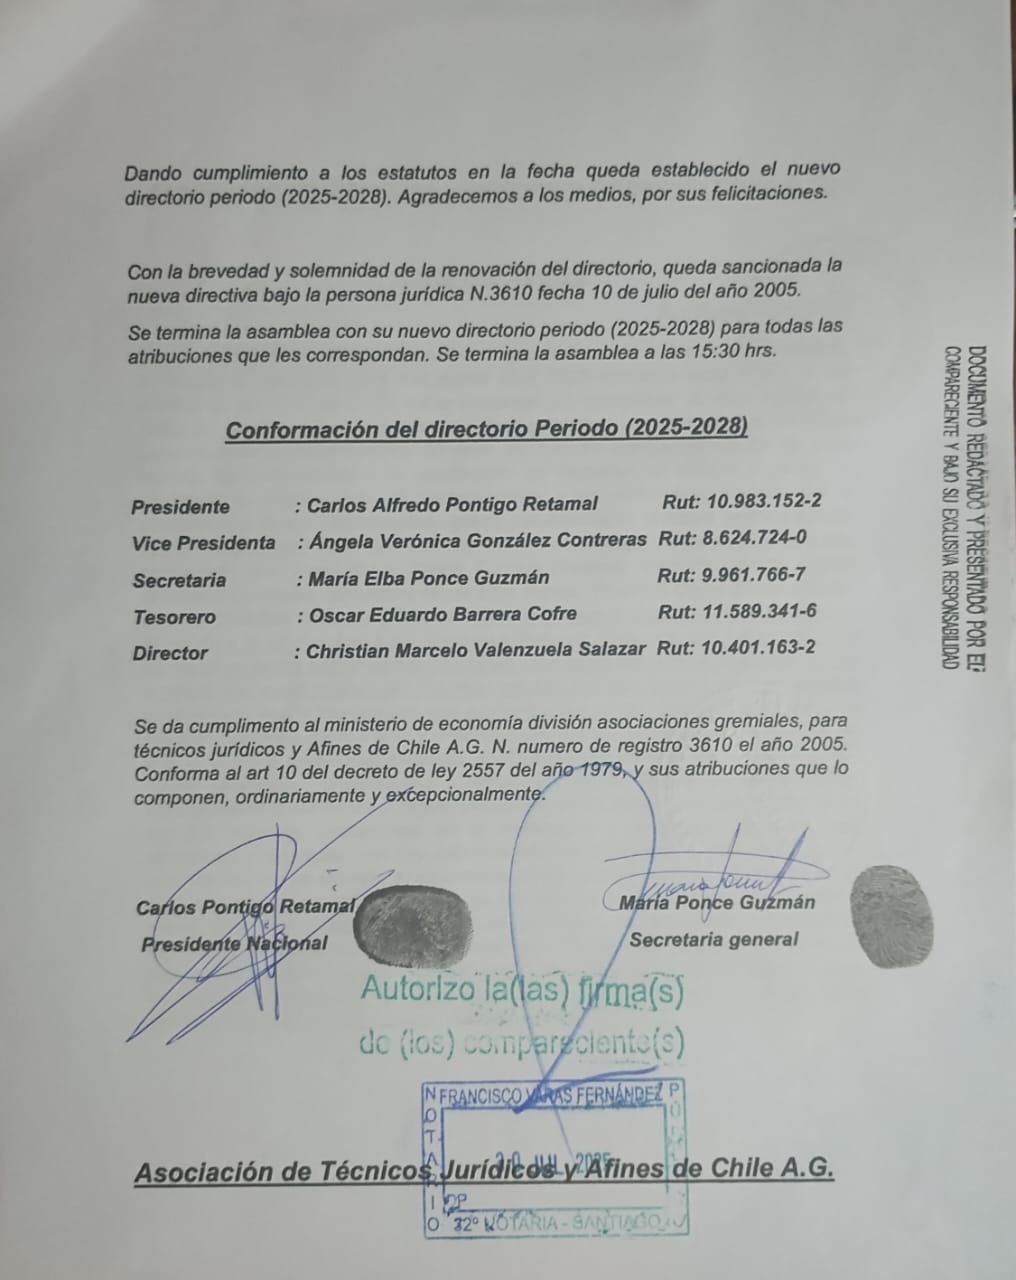 Dando cumplimiento a los estatutos en la fecha queda establecido el nuevo
directorio periodo (2025-2028). Agradecemos a los medios, por sus felicitaciones.
Con la brevedad y solemnidad de la renovación del directorio, queda sancionada la
nueva directiva bajo la persona jurídica N.3610 fecha 10 de julio del año 2005.
Se termina la asamblea con su nuevo directorio periodo (2025-2028) para todas las
atribuciones que les correspondan. Se termina la asamblea a las 15:30 hrs.
Conformación del directorio Periodo (2025-2028)
Presidente : Carlos Alfredo Pontigo Retamal Rut: 10.983.152-2
Vice Presidenta : Ángela Verónica González Contreras Rut: 8.624.724-0
Secretaria : María Elba Ponce Guzmán Rut: 9.961.766-7
Tesorero : Oscar Eduardo Barrera Cofre Rut: 11.589.341-6
Director : Christian Marcelo Valenzuela Salazar Rut: 10.401.163-2
Se da cumplimento al ministerio de economía división asociaciones gremiales, para
técnicos jurídicos y Afines de Chile A.G. N. numero de registro 3610 el año 2005.
Conforma al art 10 del decreto de ley 2557 del año 1979, y sus atribuciones que lo
componen, ordinariamente y excepcionalmente.
Carlos Pontigo Retamal
Presidente Nacional
María Ponce Guzmán
Secretaria general
Autorizo la(las) firma(s)
de (los) compareciente(s)
FRANCISCO VARAS FERNÁNDEZ
NOTARIO
JUL
Asociación de Técnicos Jurídicos y Afines de Chile A.G.
32º NOTARIA - SANTIAGO
DOCUMENTO REDACTADO Y PRESENTADO POR EL
COMPARECIENTE Y BAJO SU EXCLUSIVA RESPONSABILIDAD